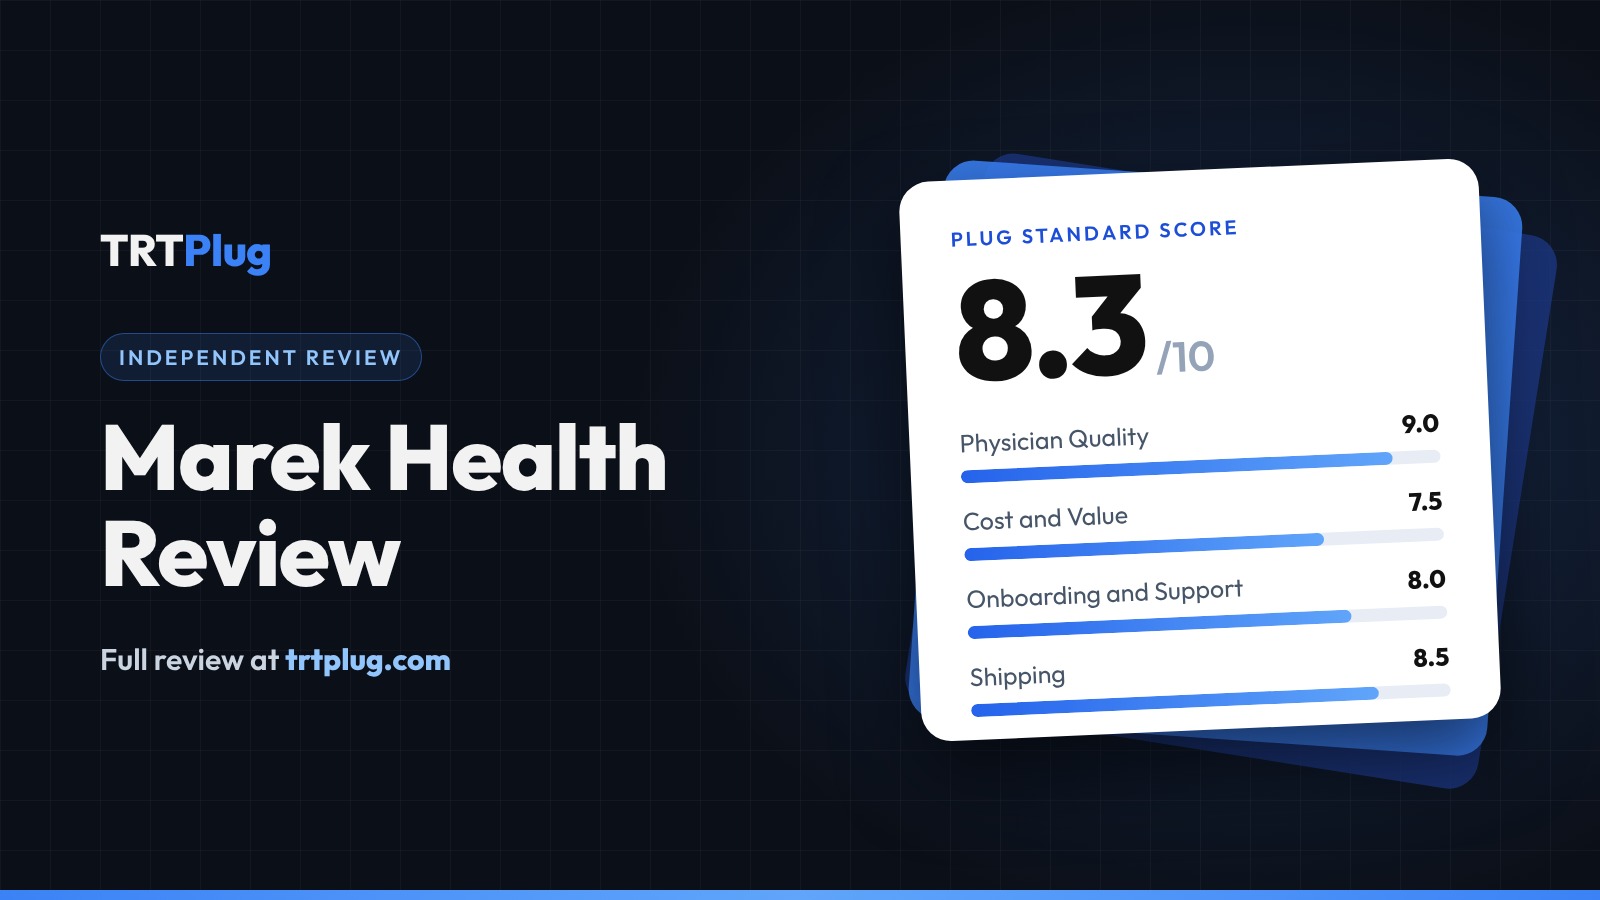 TRTPlug
INDEPENDENT REVIEW
Marek Health
Review
Full review at trtplug.com
PLUG STANDARD SCORE
8.3 /10
Physician Quality 9.0
Cost and Value 7.5
Onboarding and Support 8.0
Shipping 8.5